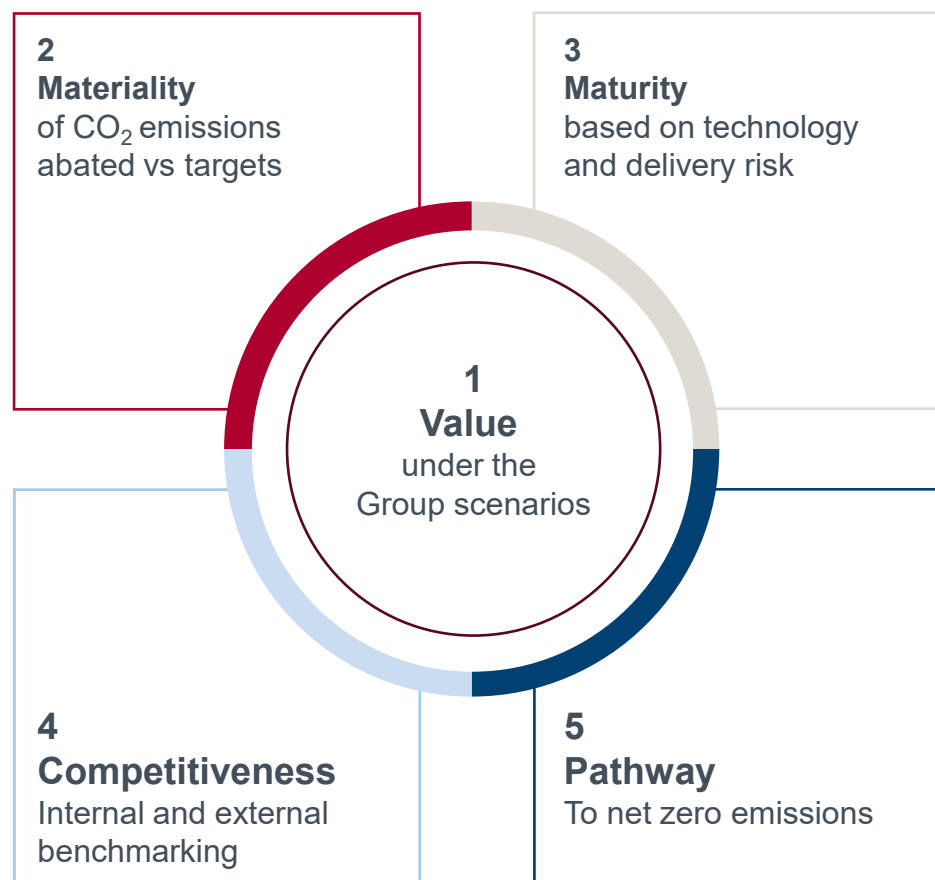 2
Materiality
of CO₂ emissions
abated vs targets
3
Maturity
based on technology
and delivery risk
1
Value
under the
Group scenarios
4
Competitiveness
Internal and external
benchmarking
5
Pathway
To net zero emissions